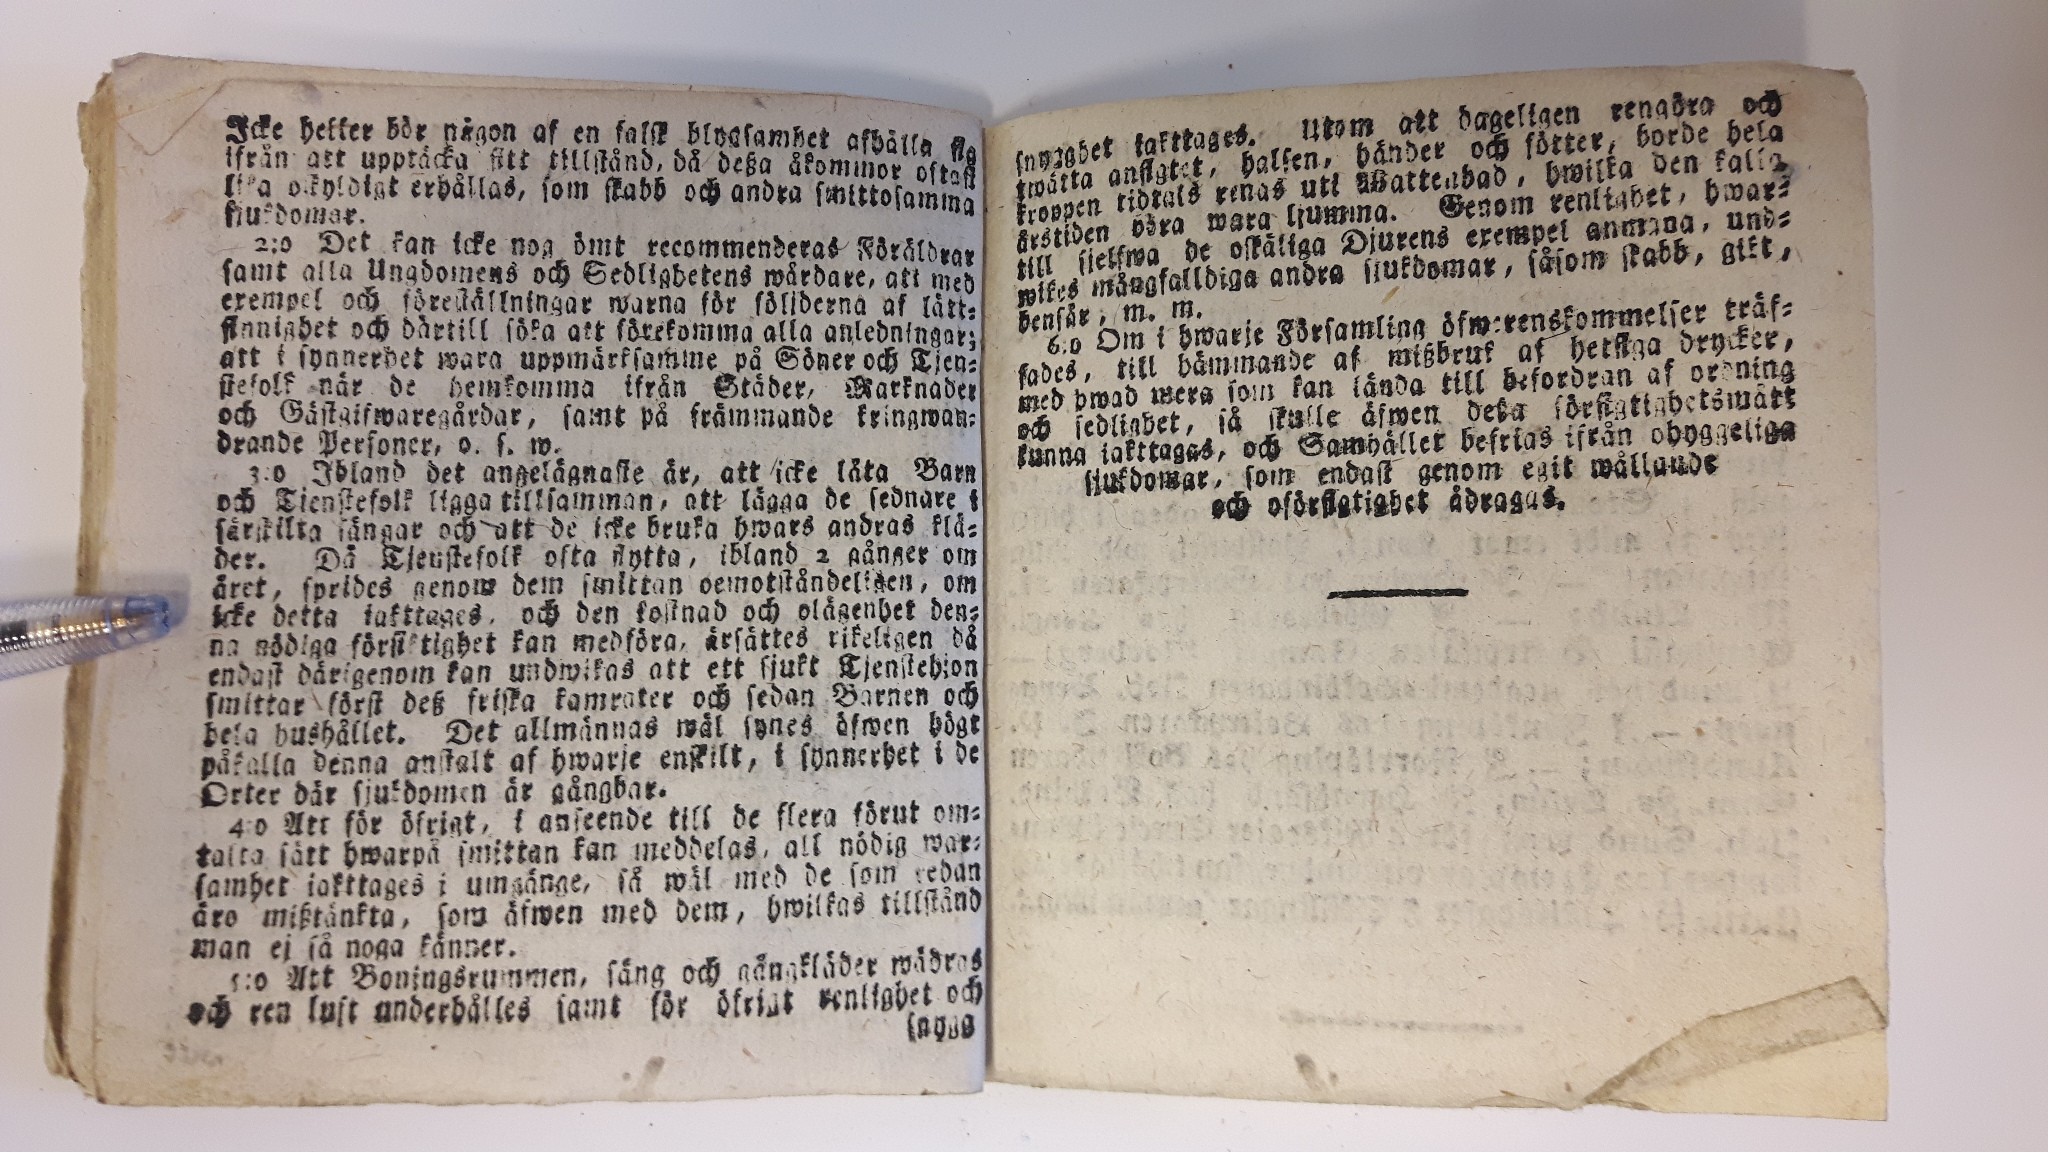 Icke heller bör någon af en falsk blygsamhet afhålla sig
ifrån att upptäcka sitt tillstånd, då deßa åkommor oftast
lika oskyldigt erhållas, som skabb och andra smittosamma
sjukdomar.
2:o Det kan icke nog ömt recommenderas Föräldrar
samt alla Ungdomens och Sedlighetens wårdare, att med
exempel och föreställningar warna för följderna af lätt-
sinnighet och därtill söka att förekomma alla anledningar;
att i synnerhet wara uppmärksamme på Söner och Tjen-
stefolk när de hemkomma ifrån Städer, Marknader
och Gästgifwaregårdar, samt på främmande kringwan-
drande Personer, o. s. w.
3:o Ibland det angelägnaste är, att icke låta Barn
och Tienstefolk ligga tillsamman, att lägga de sednare i
särskilta sängar och att de icke bruka hwars andras klä-
der. Då Tjenstefolk ofta flytta, ibland 2 gånger om
året, sprides genom dem smittan oemotståndeligen, om
icke detta iakttages, och den kostnad och olägenhet den-
na nödiga försiktighet kan medföra, ersättes rikeligen då
endast därigenom kan undwikas att ett sjukt Tjenstehjon
smittar först deß friska kamrater och sedan Barnen och
hela hushållet. Det allmännas wäl synes äfwen högt
påkalla denna anstalt af hwarje enskilt, i synnerhet i de
Orter där sjukdomen är gångbar.
4:o Att för öfrigt, i anseende till de flera förut om-
talta sätt hwarpå smittan kan meddelas, all nödig war-
samhet iakttages i umgänge, så wäl med de som redan
äro mißtänkta, som äfwen med dem, hwilkas tillstånd
man ej så noga känner.
5:o Att Boningsrummen, säng och gångkläder wädras
och ren luft underhålles samt för öfrigt renlighet och
snygg
snygghet iakttages. Utom att dageligen rengöra och
twätta ansigtet, halsen, händer och fötter, borde hela
kroppen tidtals renas uti Wattenbad, hwilka den kalla
årstiden böra wara ljumma. Genom renlighet, hwar-
till sjelfwa de oskäliga Djurens exempel anmana, und-
wikes mångfalldiga andra sjukdomar, såsom skabb, gikt,
bensår, m. m.
6:o Om i hwarje Församling öfwerenskommelser träf-
fades, till hämmande af mißbruk af hetsiga drycker,
med hwad mera som kan lända till befordran af ordning
och sedlighet, så skulle äfwen deßa försigtighetsmått
kunna iakttagas, och Samhället befrias ifrån ohyggeliga
sjukdomar, som endast genom egit wållande
och oförsigtighet ådragas.